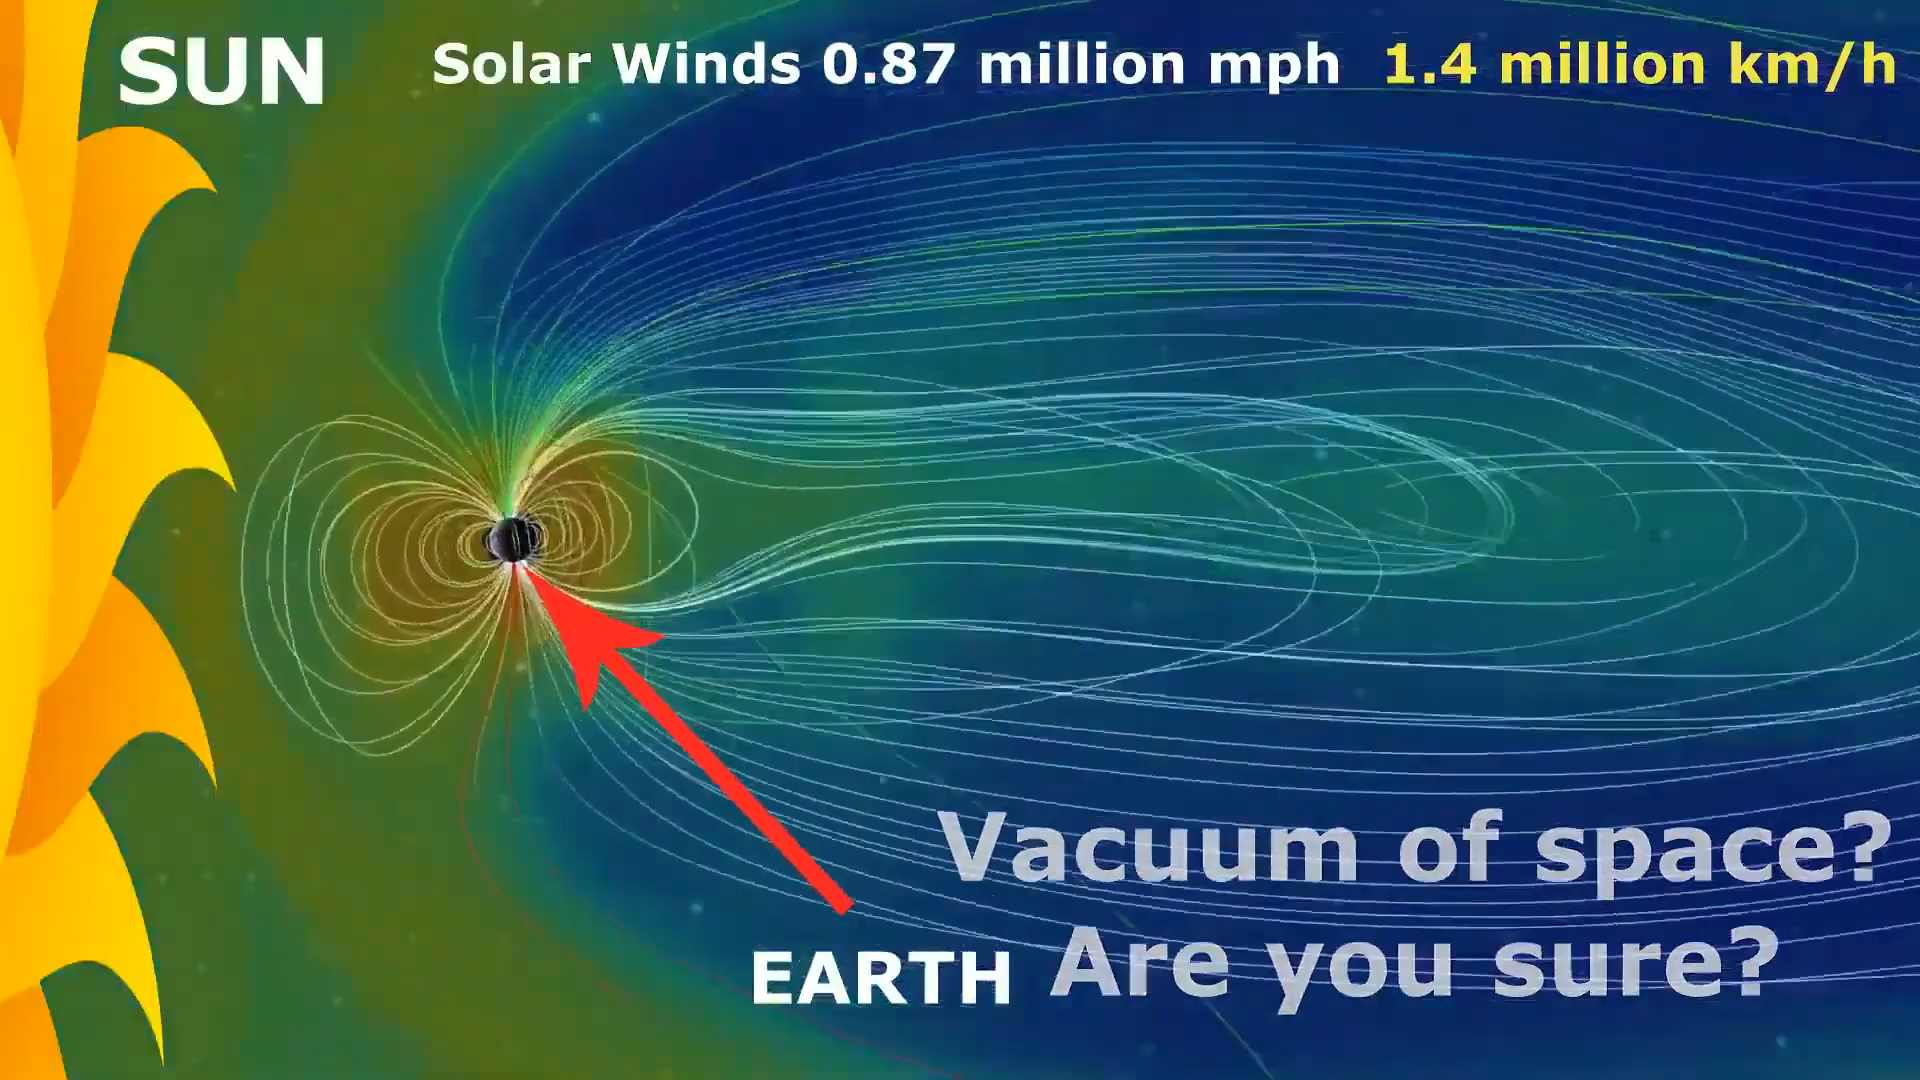 SUN
Solar Winds 0.87 million mph 1.4 million km/h
Vacuum of space?
Are you sure?
EARTH